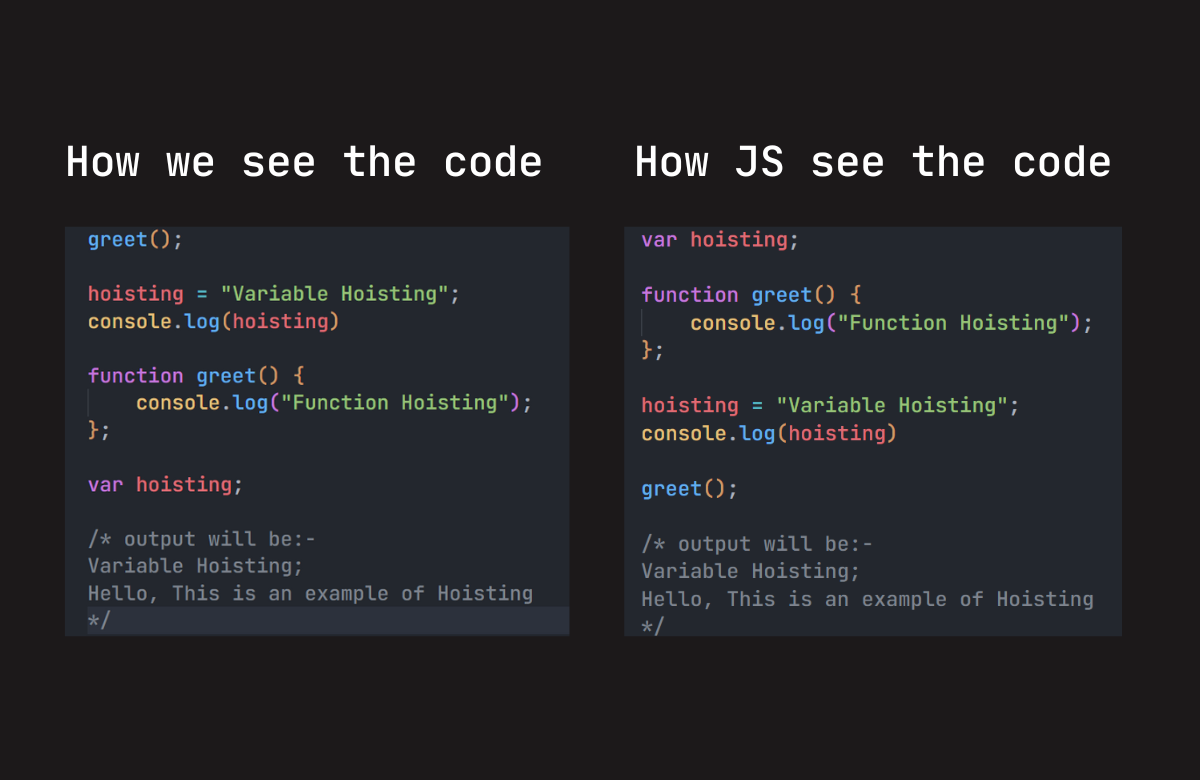 How we see the code
greet();
hoisting = "Variable Hoisting";
console.log(hoisting)
function greet() {
console.log("Function Hoisting");
};
var hoisting;
/* output will be:-
Variable Hoisting;
Hello, This is an example of Hoisting
*/
How JS see the code
var hoisting;
function greet() {
console.log("Function Hoisting");
};
hoisting = "Variable Hoisting";
console.log(hoisting)
greet();
/* output will be:-
Variable Hoisting;
Hello, This is an example of Hoisting
*/